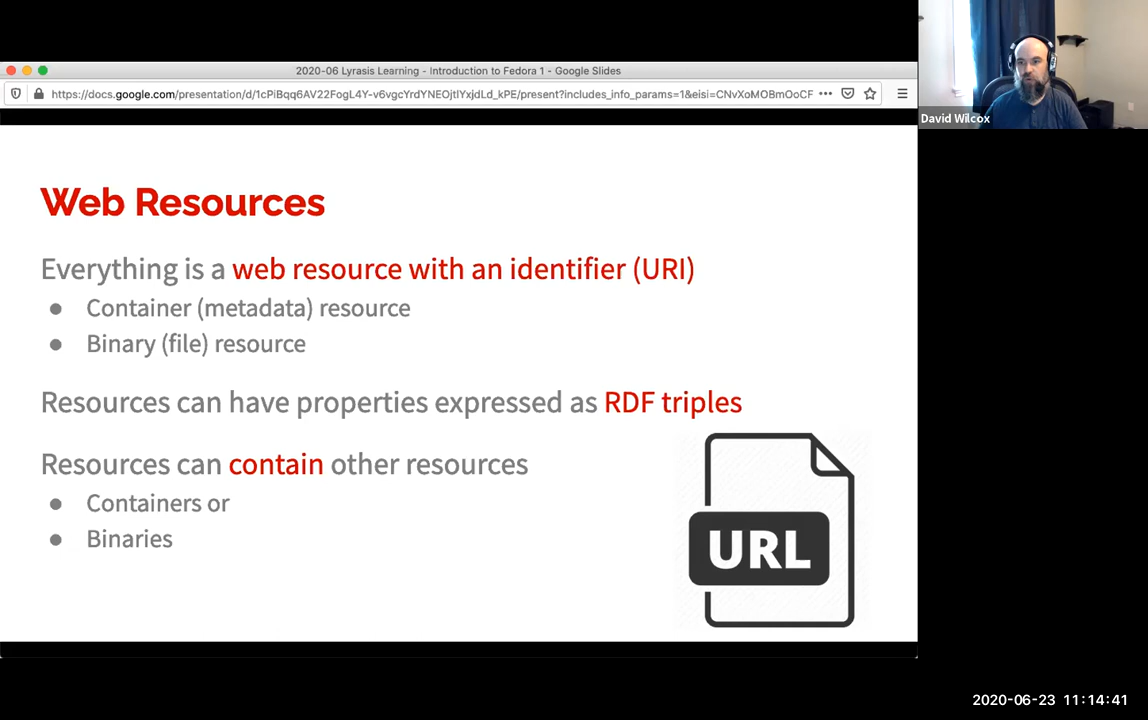 2020-06 Lyrasis Learning - Introduction to Fedora 1 - Google Slides
https://docs.google.com/presentation/d/1cPiBqq6AV22FogL4Y-v6vgcYrdYNEOjtlYxjdLd_kPE/present?includes_info_params=1&eisi=CNvXoMOBmOoCF
David Wilcox
Web Resources
Everything is a web resource with an identifier (URI)
● Container (metadata) resource
● Binary (file) resource
Resources can have properties expressed as RDF triples
Resources can contain other resources
● Containers or
● Binaries
URL
2020-06-23 11:14:41